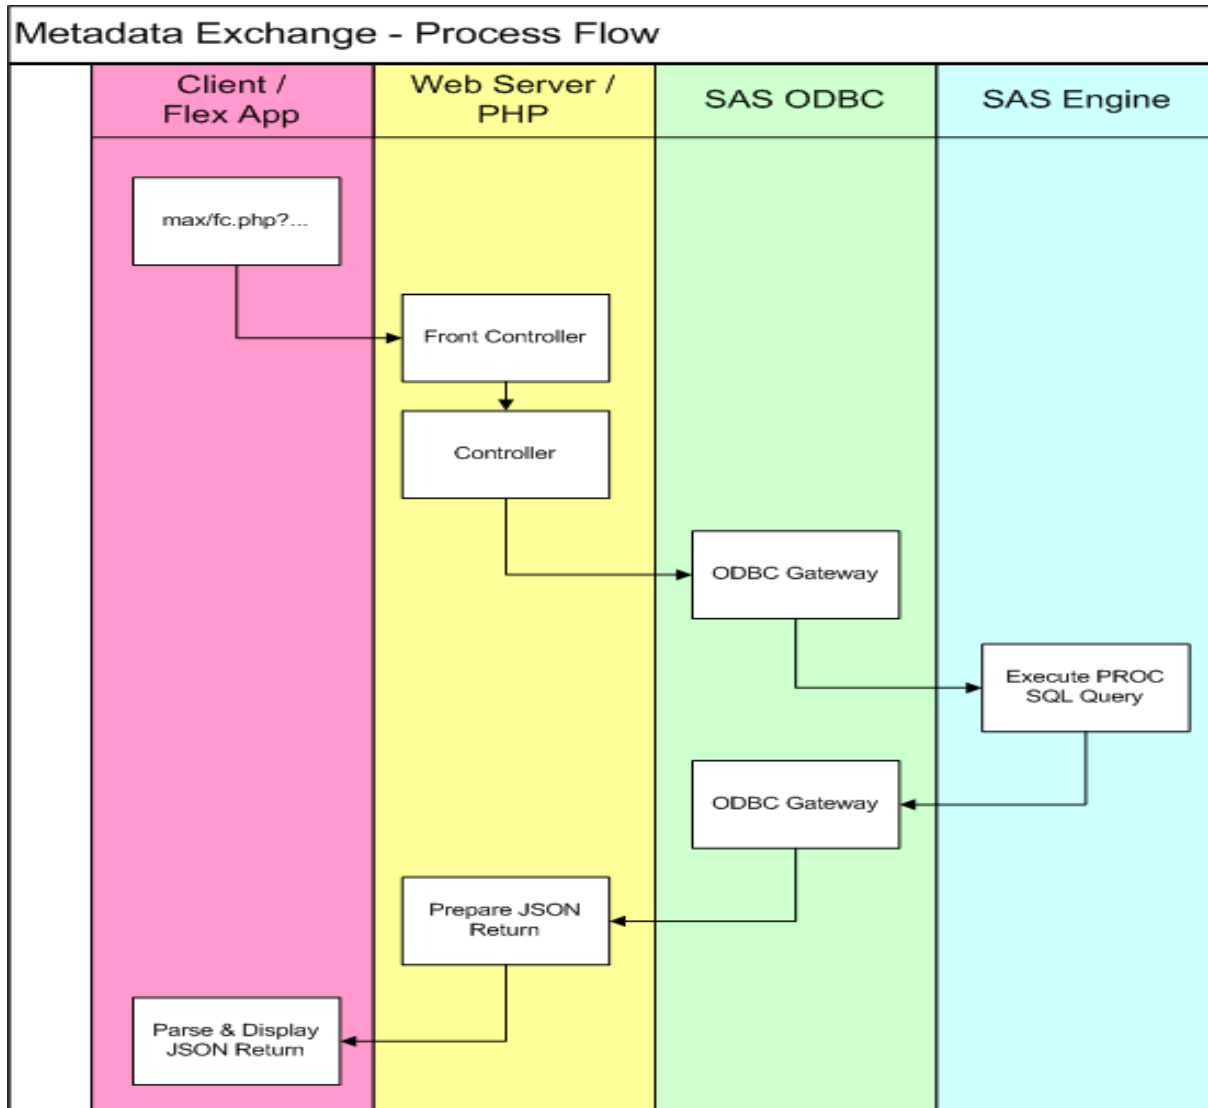 Metadata Exchange - Process Flow
Client /
Flex App
Web Server /
PHP
SAS ODBC
SAS Engine
max/fc.php?...
Front Controller
Controller
ODBC Gateway
Execute PROC
SQL Query
ODBC Gateway
Prepare JSON
Return
Parse & Display
JSON Return